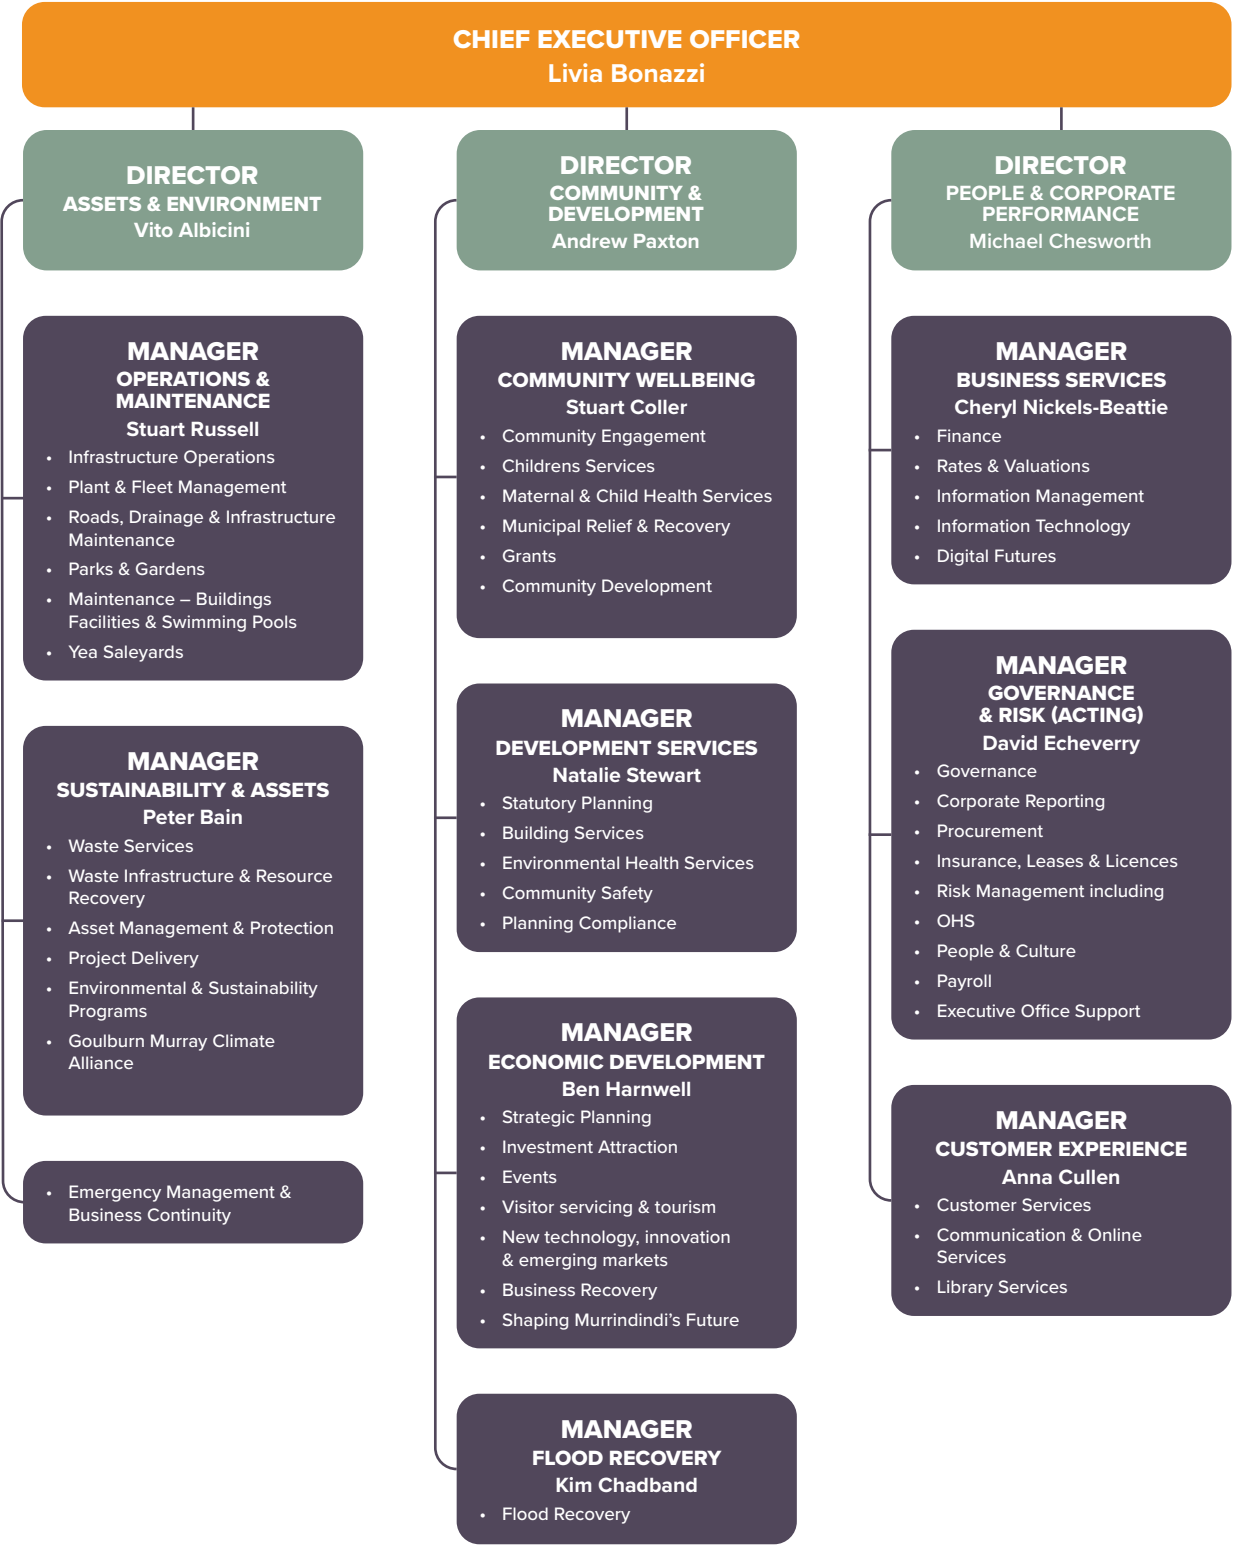 CHIEF EXECUTIVE OFFICER
Livia Bonazzi
DIRECTOR
ASSETS & ENVIRONMENT
Vito Albicini
MANAGER
OPERATIONS &
MAINTENANCE
Stuart Russell
• Infrastructure Operations
• Plant & Fleet Management
• Roads, Drainage & Infrastructure
Maintenance
• Parks & Gardens
• Maintenance – Buildings
Facilities & Swimming Pools
• Yea Saleyards
MANAGER
SUSTAINABILITY & ASSETS
Peter Bain
• Waste Services
• Waste Infrastructure & Resource
Recovery
• Asset Management & Protection
• Project Delivery
• Environmental & Sustainability
Programs
• Goulburn Murray Climate
Alliance
• Emergency Management &
Business Continuity
DIRECTOR
COMMUNITY &
DEVELOPMENT
Andrew Paxton
MANAGER
COMMUNITY WELLBEING
Stuart Coller
• Community Engagement
• Childrens Services
• Maternal & Child Health Services
• Municipal Relief & Recovery
• Grants
• Community Development
MANAGER
DEVELOPMENT SERVICES
Natalie Stewart
• Statutory Planning
• Building Services
• Environmental Health Services
• Community Safety
• Planning Compliance
MANAGER
ECONOMIC DEVELOPMENT
Ben Harnwell
• Strategic Planning
• Investment Attraction
• Events
• Visitor servicing & tourism
• New technology, innovation
& emerging markets
• Business Recovery
• Shaping Murrindindi’s Future
MANAGER
FLOOD RECOVERY
Kim Chadband
• Flood Recovery
DIRECTOR
PEOPLE & CORPORATE
PERFORMANCE
Michael Chesworth
MANAGER
BUSINESS SERVICES
Cheryl Nickels-Beattie
• Finance
• Rates & Valuations
• Information Management
• Information Technology
• Digital Futures
MANAGER
GOVERNANCE
& RISK (ACTING)
David Echeverry
• Governance
• Corporate Reporting
• Procurement
• Insurance, Leases & Licences
• Risk Management including
• OHS
• People & Culture
• Payroll
• Executive Office Support
MANAGER
CUSTOMER EXPERIENCE
Anna Cullen
• Customer Services
• Communication & Online
Services
• Library Services